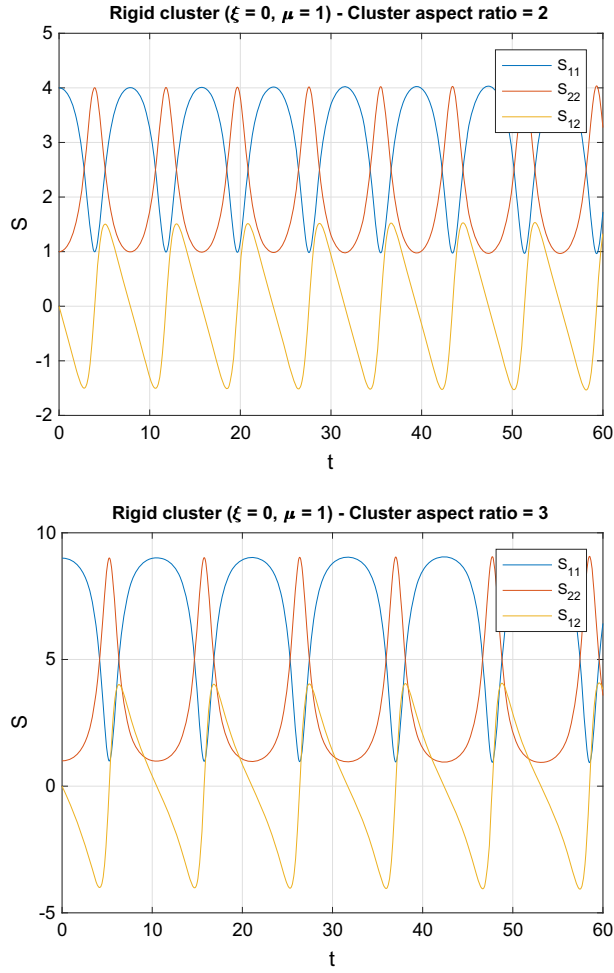 Rigid cluster (ξ = 0, μ = 1) - Cluster aspect ratio = 2
5
4
3
2
1
0
-1
-2
S
S11
S22
S12
0 10 20 30 40 50 60
t
Rigid cluster (ξ = 0, μ = 1) - Cluster aspect ratio = 3
10
5
0
-5
S
S11
S22
S12
0 10 20 30 40 50 60
t